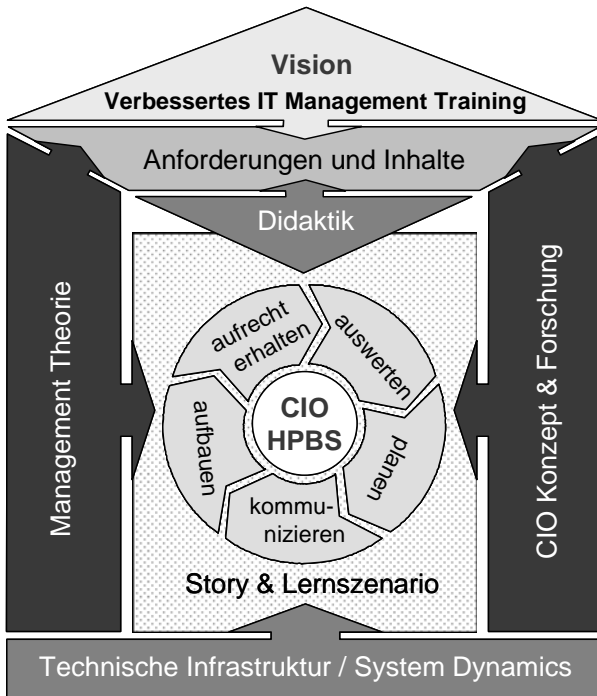 Vision
Verbessertes IT Management Training
Anforderungen und Inhalte
Didaktik
Management Theorie
CIO Konzept & Forschung
aufrecht
erhalten
auswerten
planen
kommu-
nizieren
aufbauen
CIO
HPBS
Story & Lernszenario
Technische Infrastruktur / System Dynamics